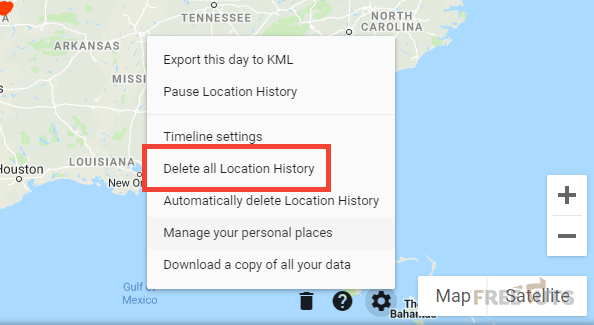 TENNESSEE
NORTH
CAROLINA
ARKANSAS
MISSI
LOUISIANA
Houston
New Or
Export this day to KML
Pause Location History
Timeline settings
Delete all Location History
Automatically delete Location History
Manage your personal places
Download a copy of all your data
Gulf of
Mexico
The
Bahamas
Map
Satellite